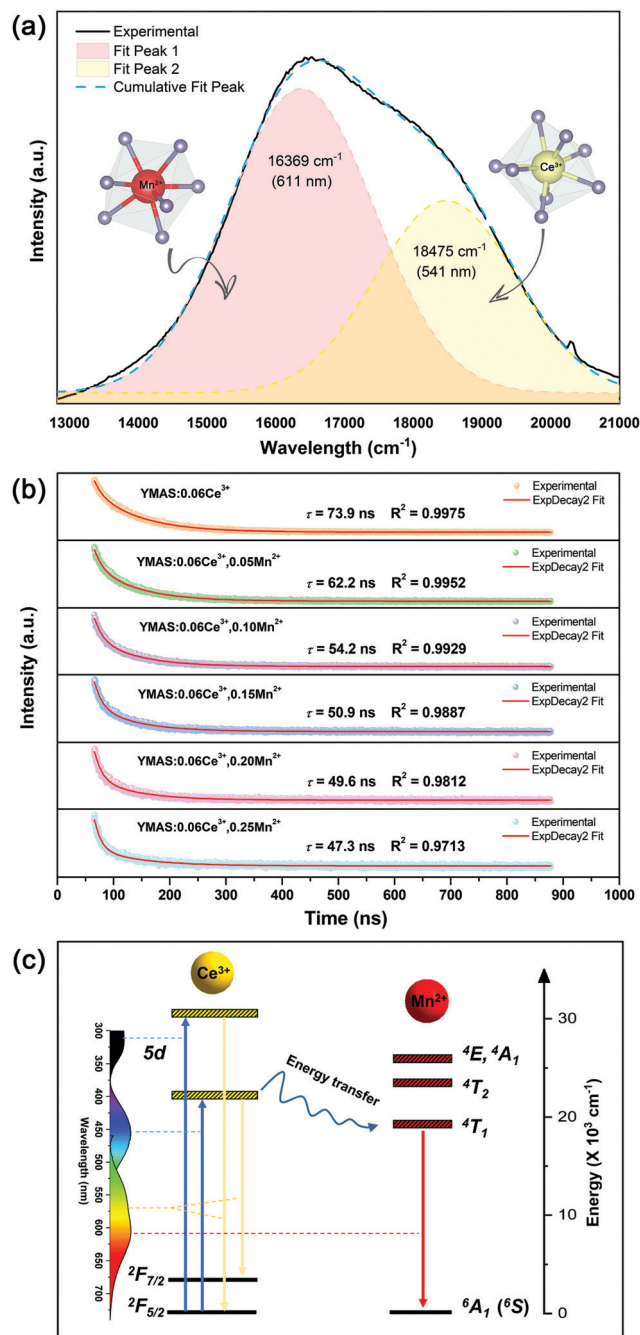 (a)
Experimental
Fit Peak 1
Fit Peak 2
Cumulative Fit Peak
Mn²⁺
Ce³⁺
16369 cm⁻¹
(611 nm)
18475 cm⁻¹
(541 nm)
Intensity (a.u.)
13000 14000 15000 16000 17000 18000 19000 20000 21000
Wavelength (cm⁻¹)
(b)
YMAS:0.06Ce³⁺
τ = 73.9 ns R² = 0.9975
Experimental
ExpDecay2 Fit
YMAS:0.06Ce³⁺,0.05Mn²⁺
τ = 62.2 ns R² = 0.9952
Experimental
ExpDecay2 Fit
YMAS:0.06Ce³⁺,0.10Mn²⁺
τ = 54.2 ns R² = 0.9929
Experimental
ExpDecay2 Fit
YMAS:0.06Ce³⁺,0.15Mn²⁺
τ = 50.9 ns R² = 0.9887
Experimental
ExpDecay2 Fit
YMAS:0.06Ce³⁺,0.20Mn²⁺
τ = 49.6 ns R² = 0.9812
Experimental
ExpDecay2 Fit
YMAS:0.06Ce³⁺,0.25Mn²⁺
τ = 47.3 ns R² = 0.9713
Experimental
ExpDecay2 Fit
Intensity (a.u.)
0 100 200 300 400 500 600 700 800 900 1000
Time (ns)
(c)
Ce³⁺
Mn²⁺
300
350
400
450
500
550
600
650
700
Wavelength (nm)
5d
Energy transfer
⁴E, ⁴A₁
⁴T₂
⁴T₁
²F₇/₂
²F₅/₂
⁶A₁ (⁶S)
30
20
10
0
Energy (X 10³ cm⁻¹)